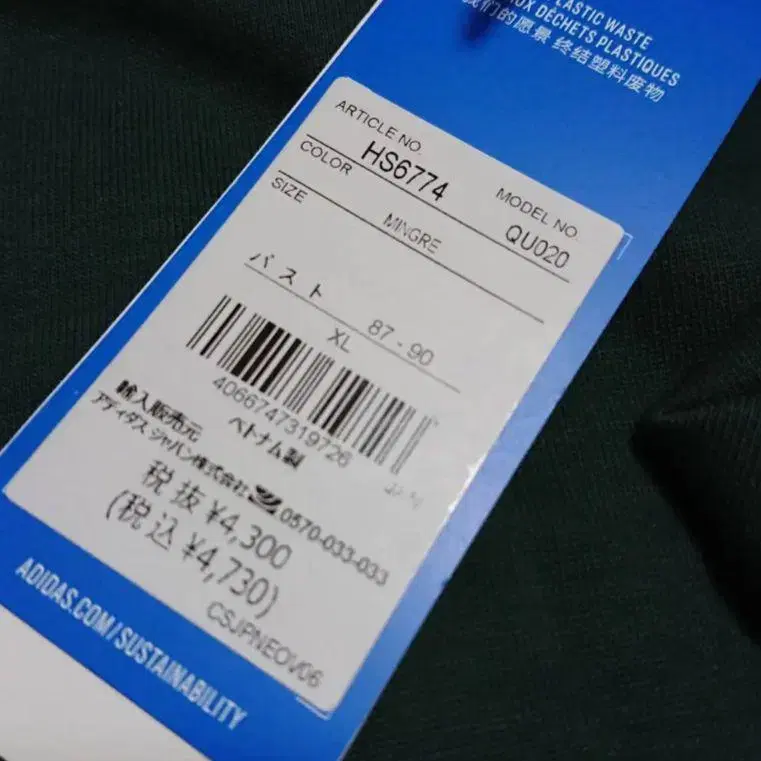 PLASTIC WASTE
UX DÉCHETS PLASTIQUES
我们的愿景 终结塑料废物
ARTICLE NO. HS6774
MODEL NO. QU020
COLOR MINGRE
SIZE
バスト 87 - 90
XL
4066747319726
ベトナム製
輸入販売元
アディダス ジャパン株式会社 0570-033-033
税抜 ¥4,300
(税込 ¥4,730)
CSJPNEOV06
ADIDAS.COM/SUSTAINABILITY